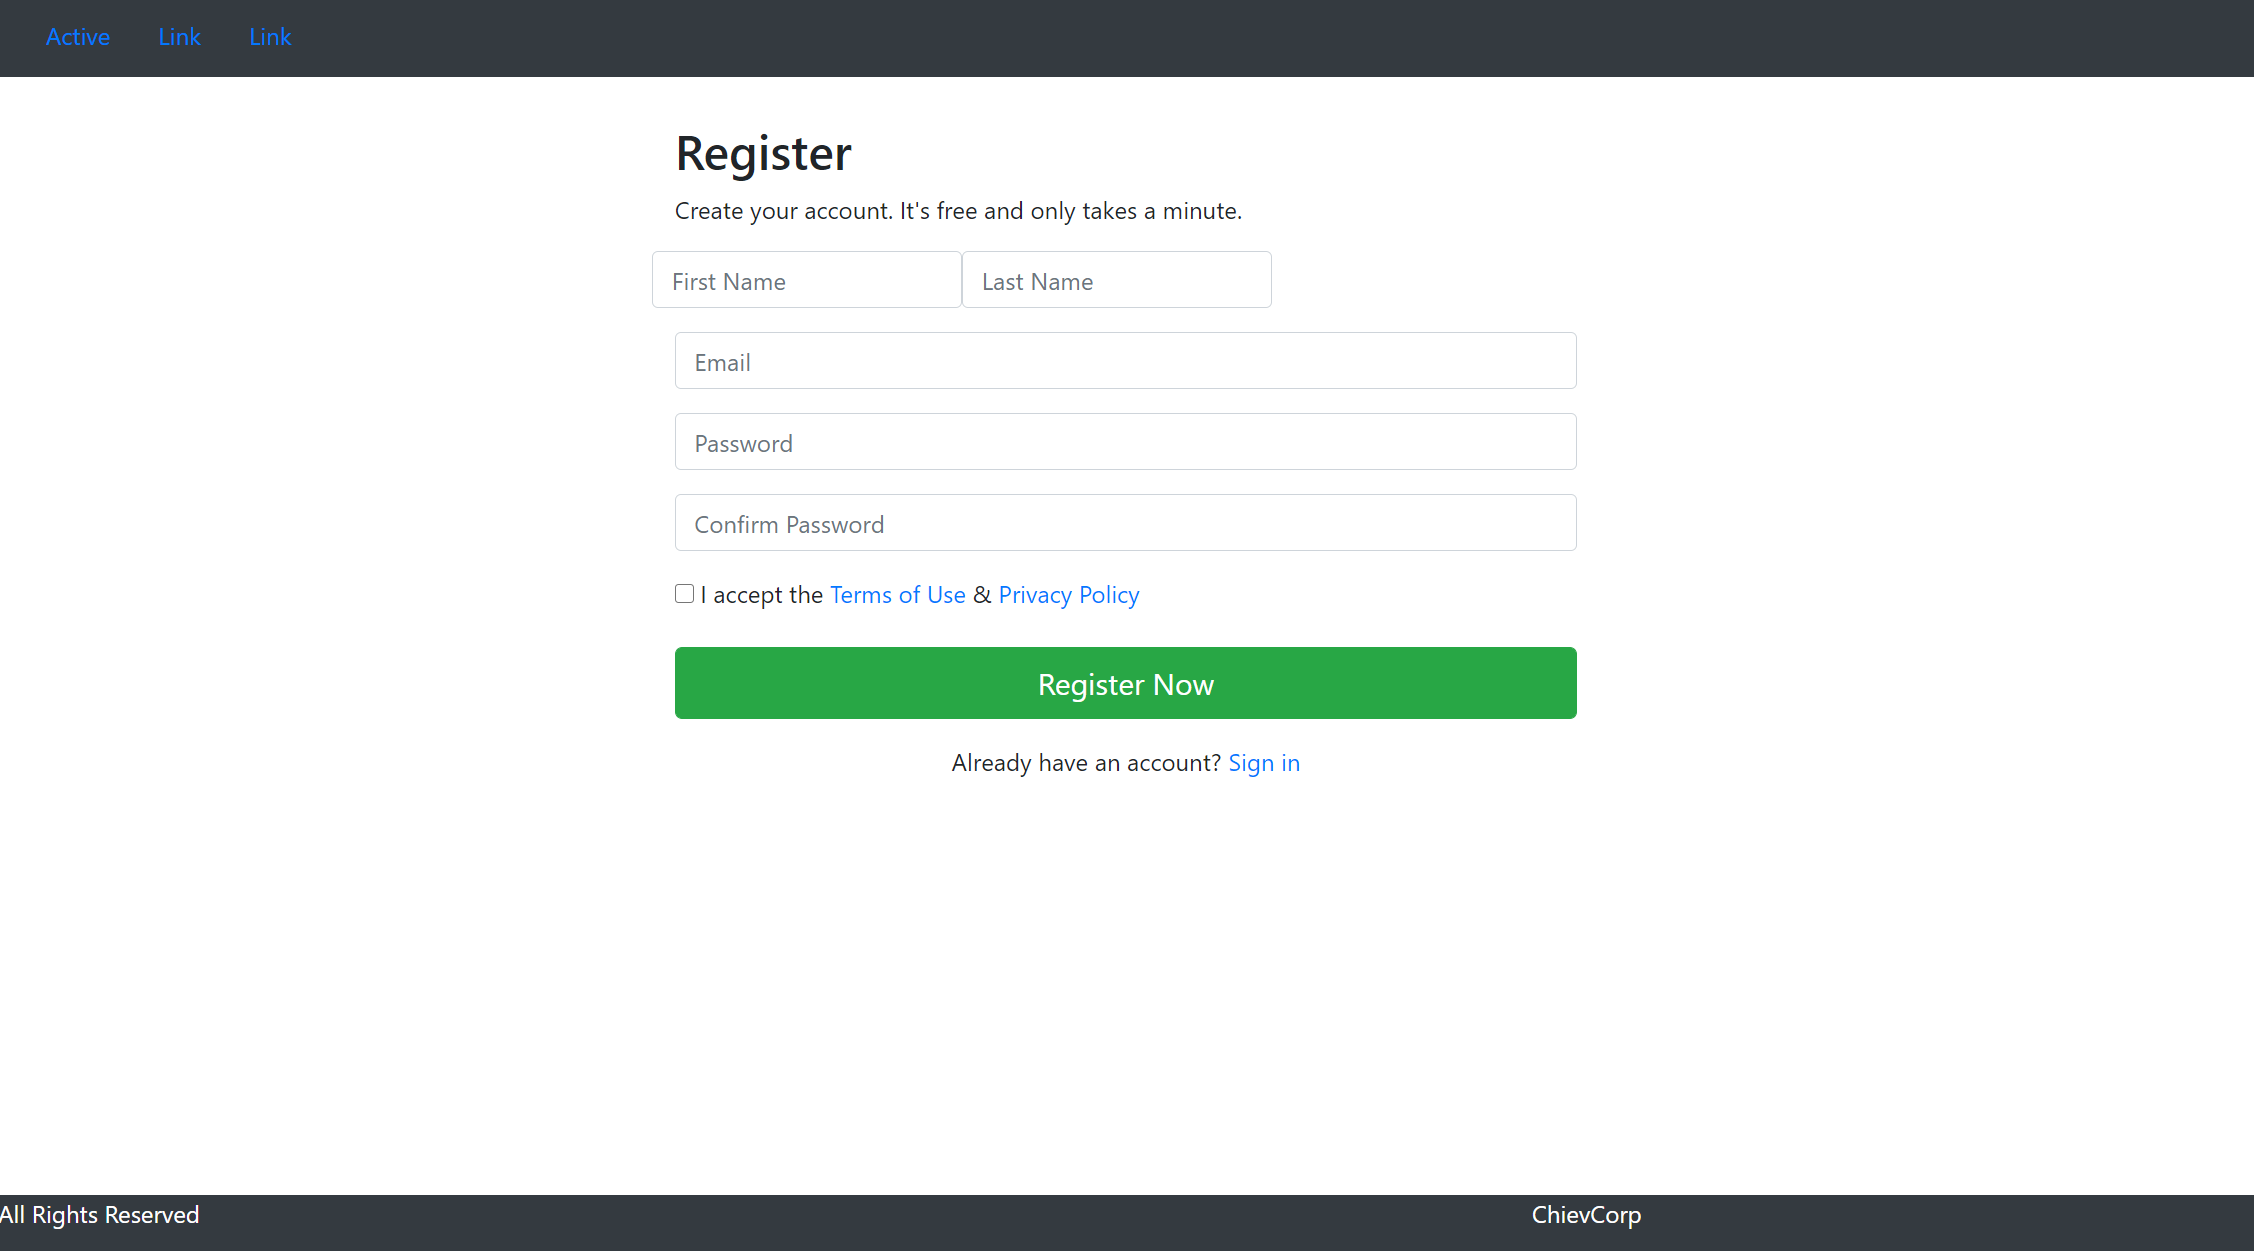 Active Link Link
Register
Create your account. It's free and only takes a minute.
First Name Last Name
Email
Password
Confirm Password
I accept the Terms of Use & Privacy Policy
Register Now
Already have an account? Sign in
All Rights Reserved ChievCorp